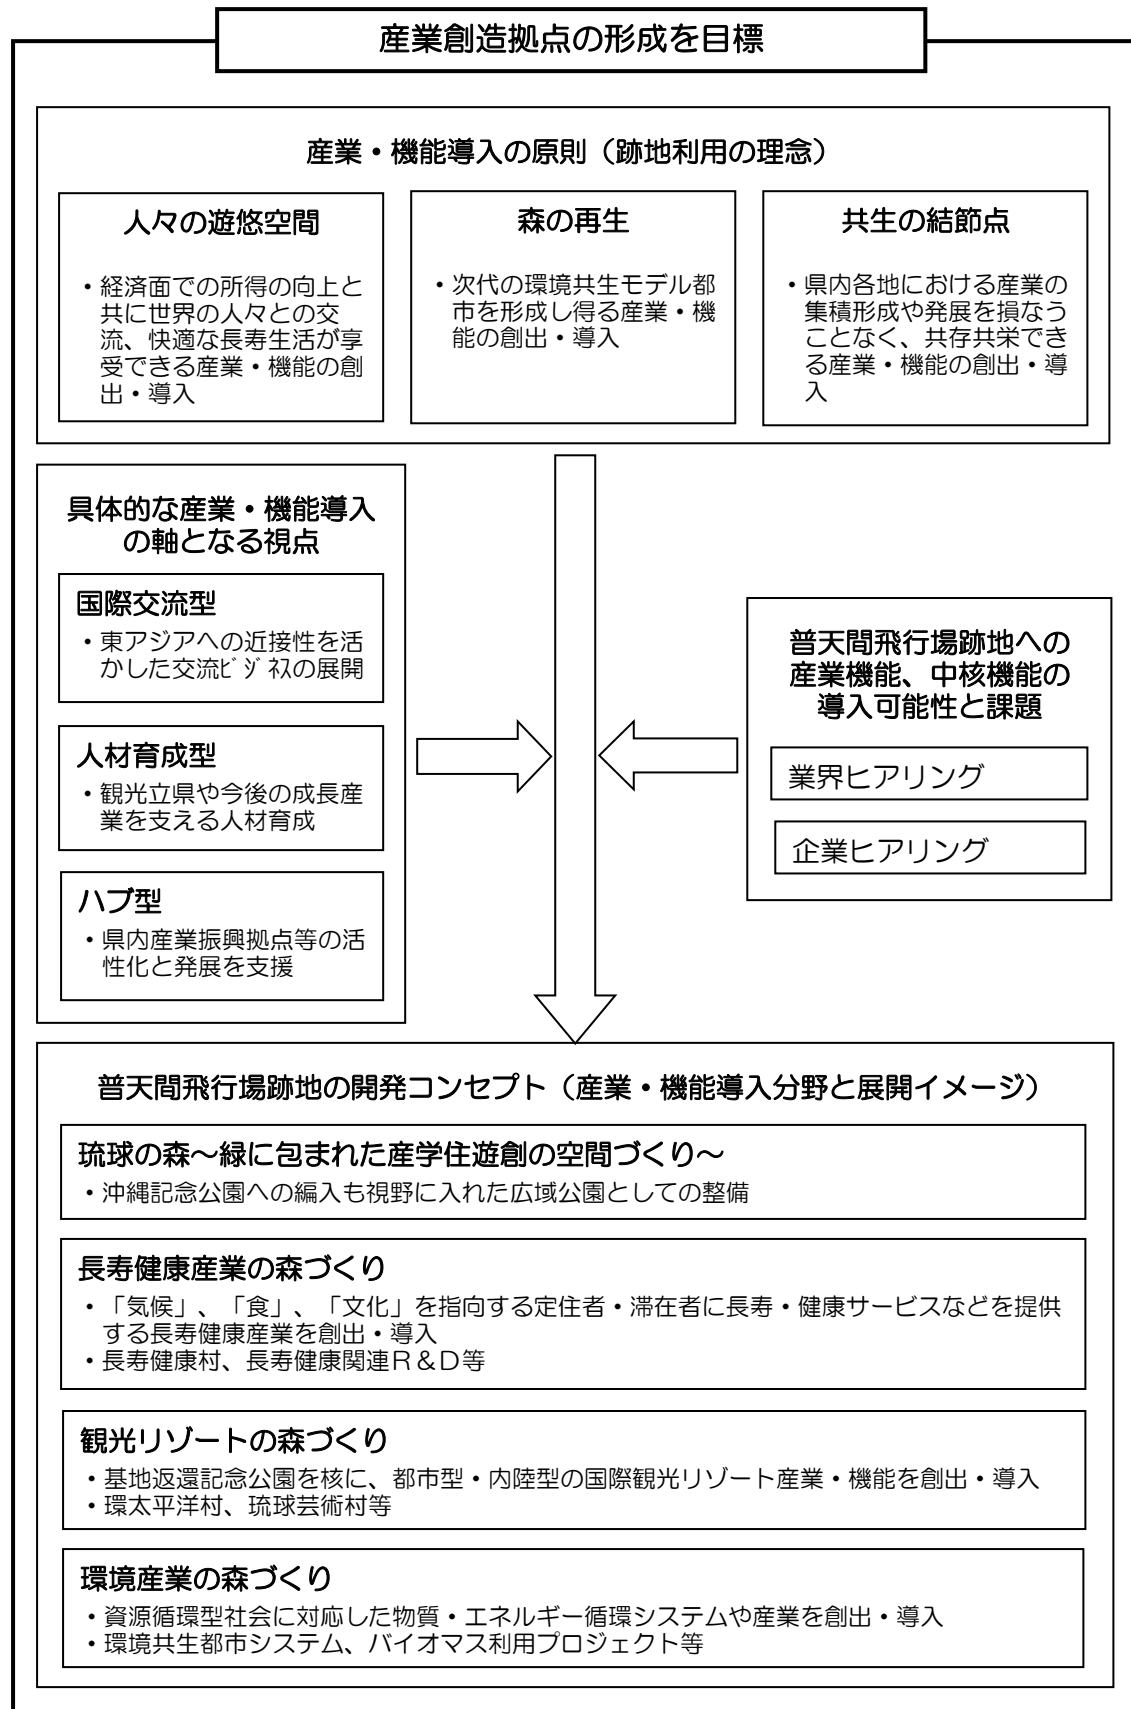 産業創造拠点の形成を目標
産業・機能導入の原則（跡地利用の理念）
人々の遊悠空間
・経済面での所得の向上と
共に世界の人々との交
流、快適な長寿生活が享
受できる産業・機能の創
出・導入
森の再生
・次代の環境共生モデル都
市を形成し得る産業・機
能の創出・導入
共生の結節点
・県内各地における産業の
集積形成や発展を損なう
ことなく、共存共栄でき
る産業・機能の創出・導
入
具体的な産業・機能導入
の軸となる視点
国際交流型
・東アジアへの近接性を活
かした交流ﾋﾞｼﾞﾈｽの展開
人材育成型
・観光立県や今後の成長産
業を支える人材育成
ハブ型
・県内産業振興拠点等の活
性化と発展を支援
普天間飛行場跡地への
産業機能、中核機能の
導入可能性と課題
業界ヒアリング
企業ヒアリング
普天間飛行場跡地の開発コンセプト（産業・機能導入分野と展開イメージ）
琉球の森～緑に包まれた産学住遊創の空間づくり～
・沖縄記念公園への編入も視野に入れた広域公園としての整備
長寿健康産業の森づくり
・「気候」、「食」、「文化」を指向する定住者・滞在者に長寿・健康サービスなどを提供
する長寿健康産業を創出・導入
・長寿健康村、長寿健康関連Ｒ＆Ｄ等
観光リゾートの森づくり
・基地返還記念公園を核に、都市型・内陸型の国際観光リゾート産業・機能を創出・導入
・環太平洋村、琉球芸術村等
環境産業の森づくり
・資源循環型社会に対応した物質・エネルギー循環システムや産業を創出・導入
・環境共生都市システム、バイオマス利用プロジェクト等